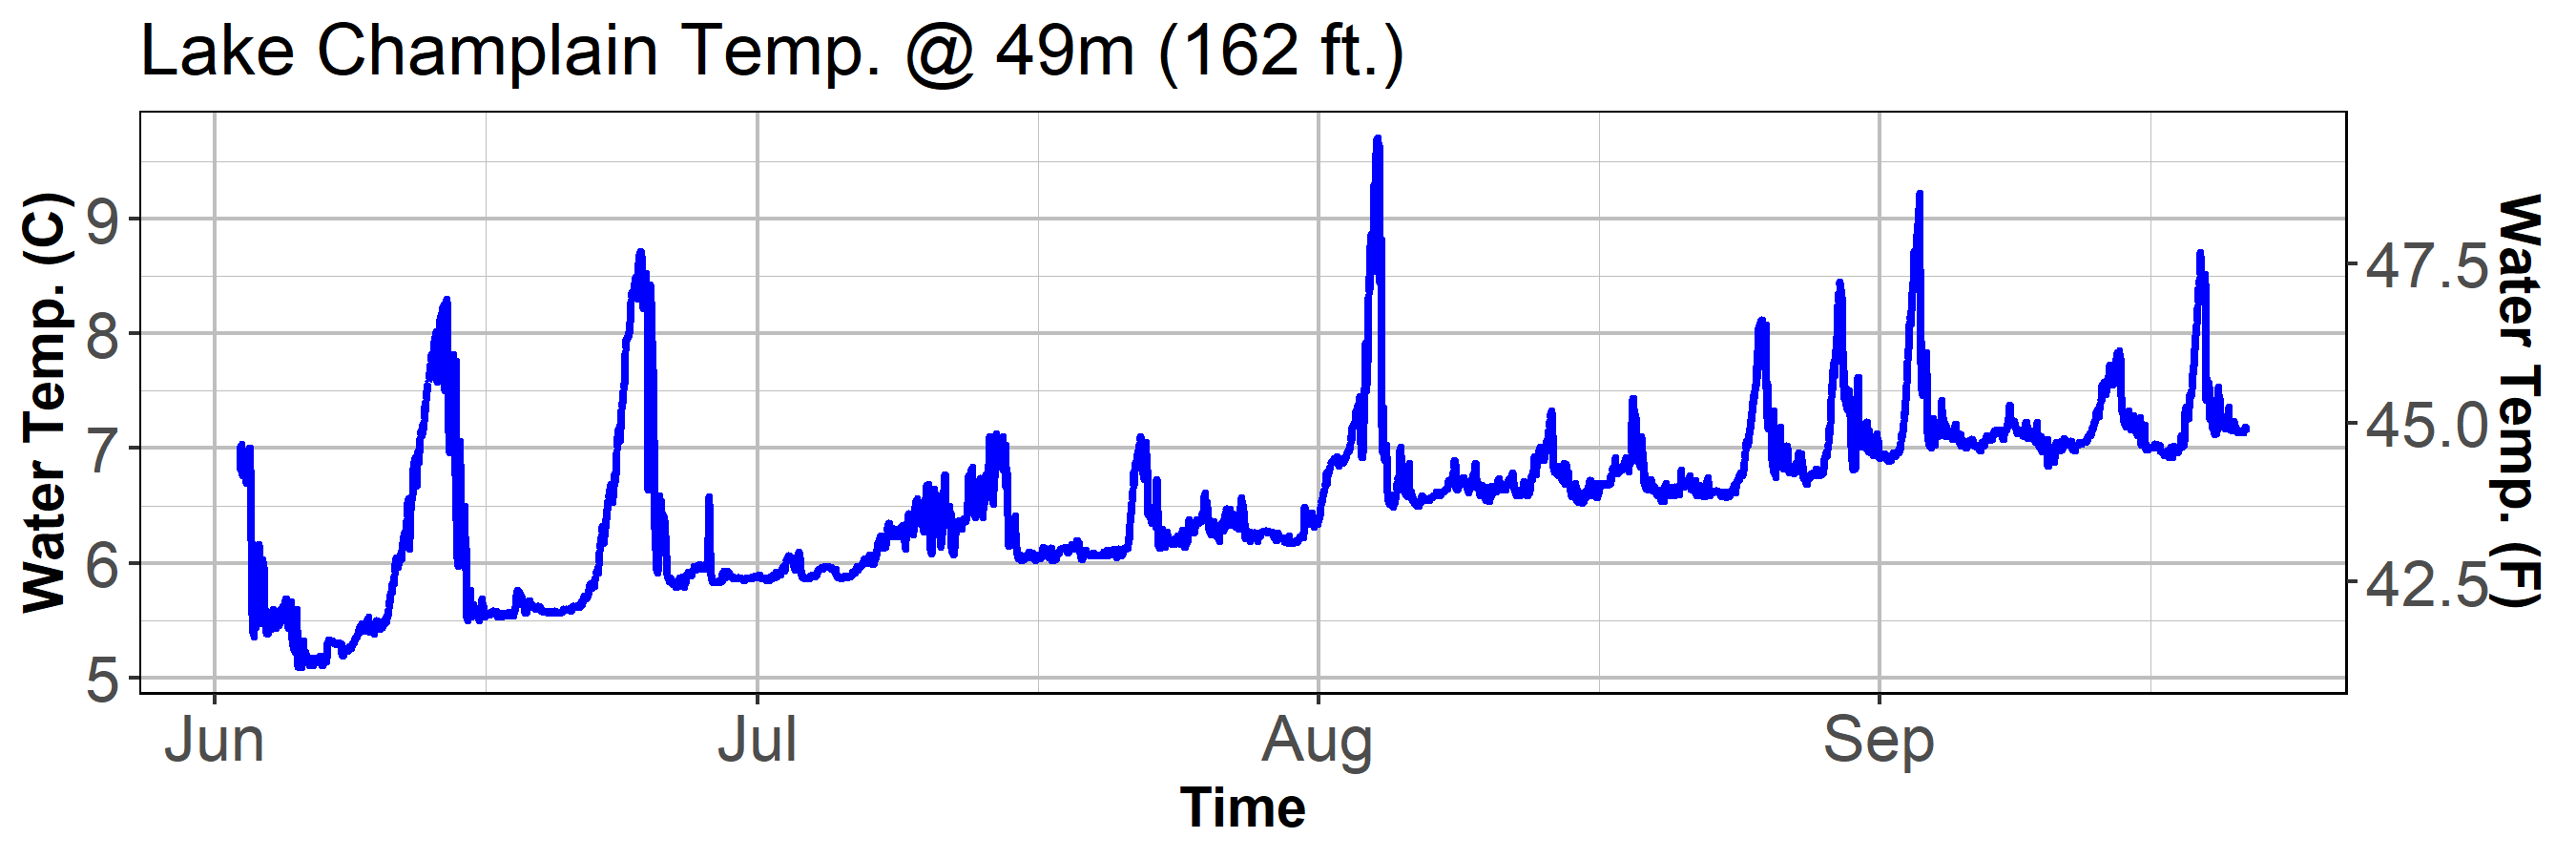 Lake Champlain Temp. @ 49m (162 ft.)
Water Temp. (C)
9
8
7
6
5
47.5
45.0
42.5
Water Temp. (F)
Jun Jul Aug Sep
Time